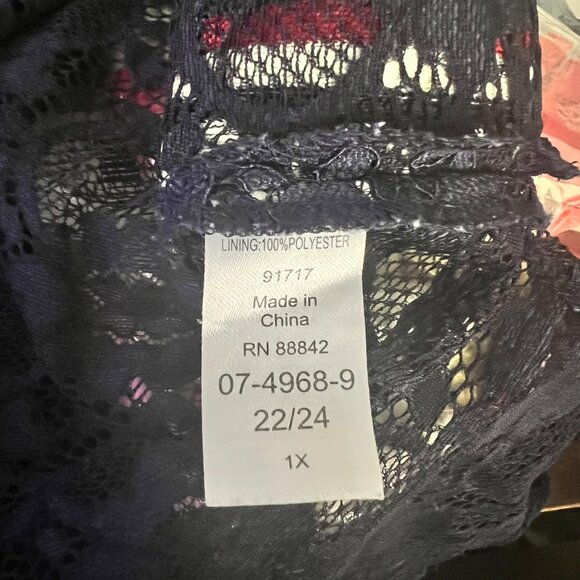 LINING:100%POLYESTER
91717
Made in
China
RN 88842
07-4968-9
22/24
1X